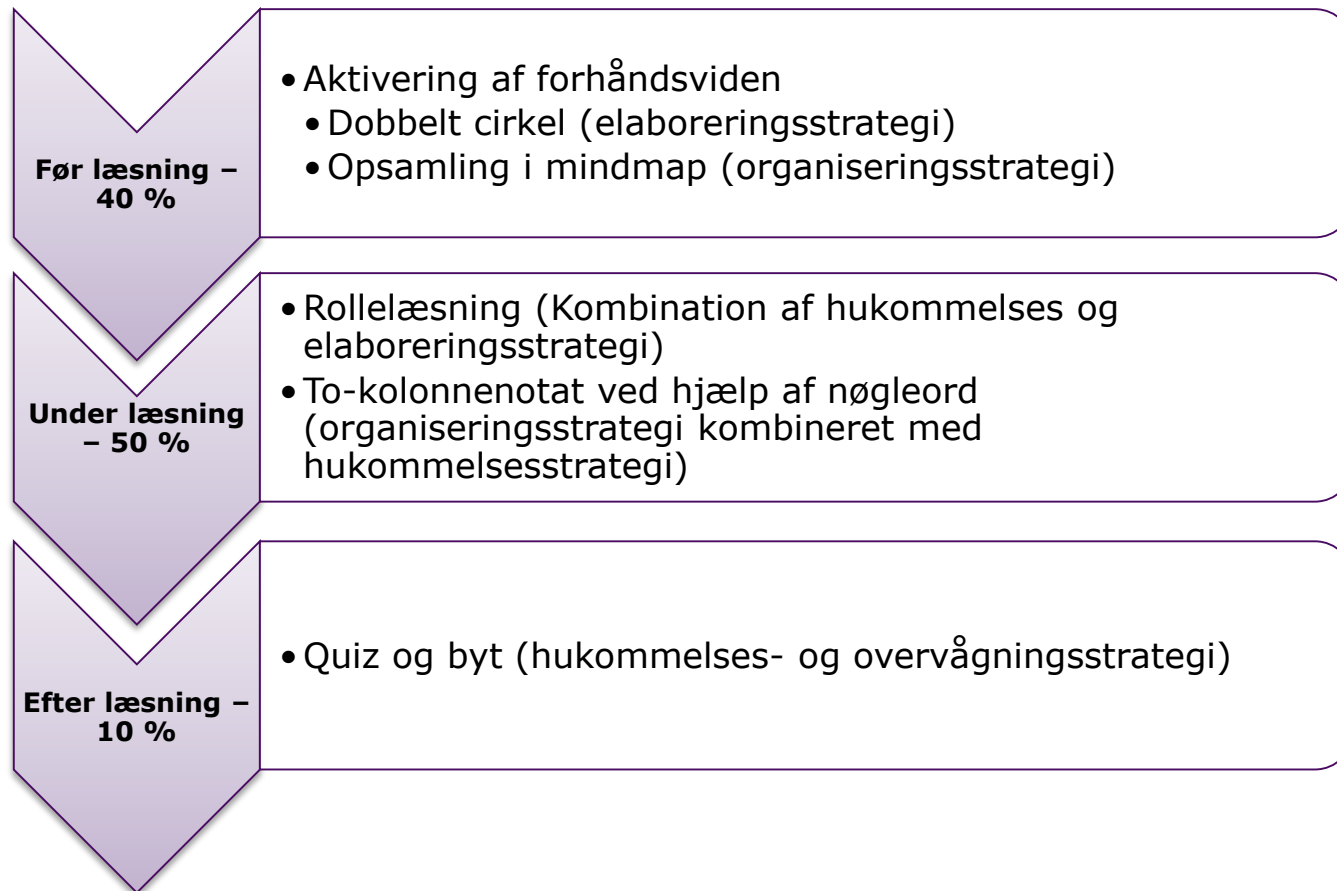 Før læsning –
40 %
• Aktivering af forhåndsviden
• Dobbelt cirkel (elaboreringsstrategi)
• Opsamling i mindmap (organiseringsstrategi)
Under læsning
– 50 %
• Rollelæsning (Kombination af hukommelses og
elaboreringsstrategi)
• To-kolonnenotat ved hjælp af nøgleord
(organiseringsstrategi kombineret med
hukommelsesstrategi)
Efter læsning –
10 %
• Quiz og byt (hukommelses- og overvågningsstrategi)